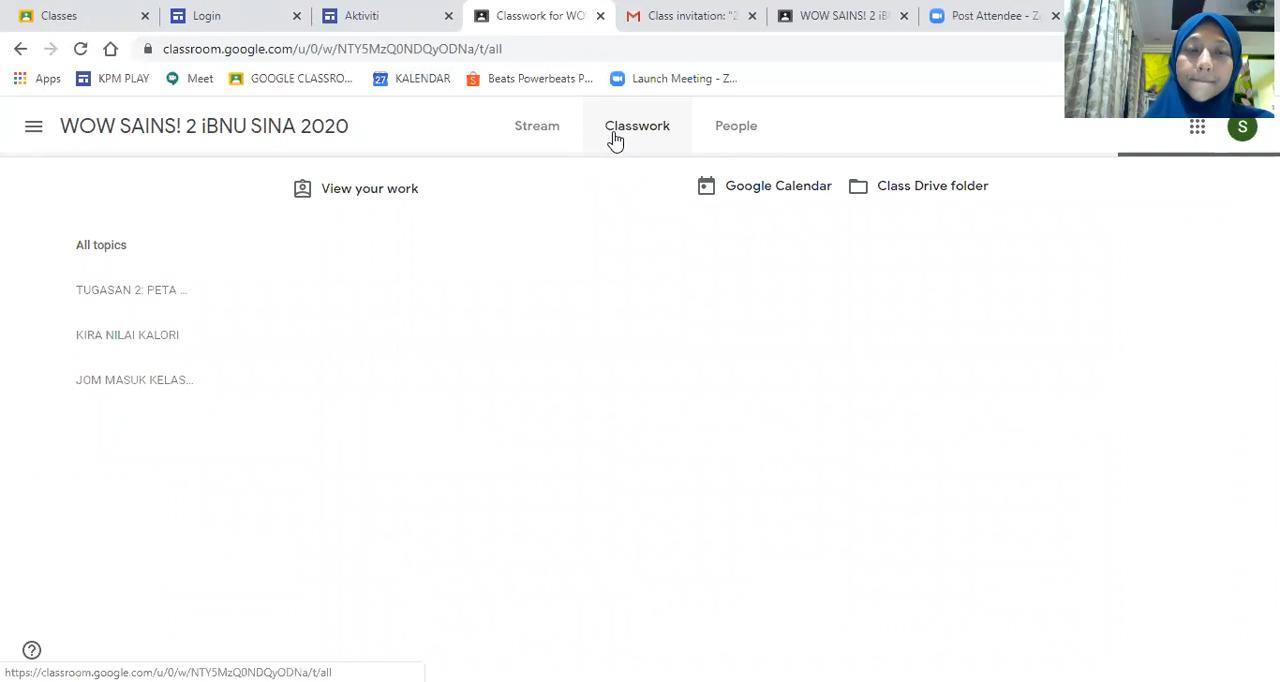 Classes
Login
Aktiviti
Classwork for WO
Class invitation: "2
WOW SAINS! 2 iB
Post Attendee - Z
classroom.google.com/u/0/w/NTY5MzQ0NDQyODNa/t/all
Apps
KPM PLAY
Meet
GOOGLE CLASSRO...
27
KALENDAR
Beats Powerbeats P...
Launch Meeting - Z...
WOW SAINS! 2 iBNU SINA 2020
Stream
Classwork
People
S
View your work
Google Calendar
Class Drive folder
All topics
TUGASAN 2: PETA ...
KIRA NILAI KALORI
JOM MASUK KELAS...
https://classroom.google.com/u/0/w/NTY5MzQ0NDQyODNa/t/all